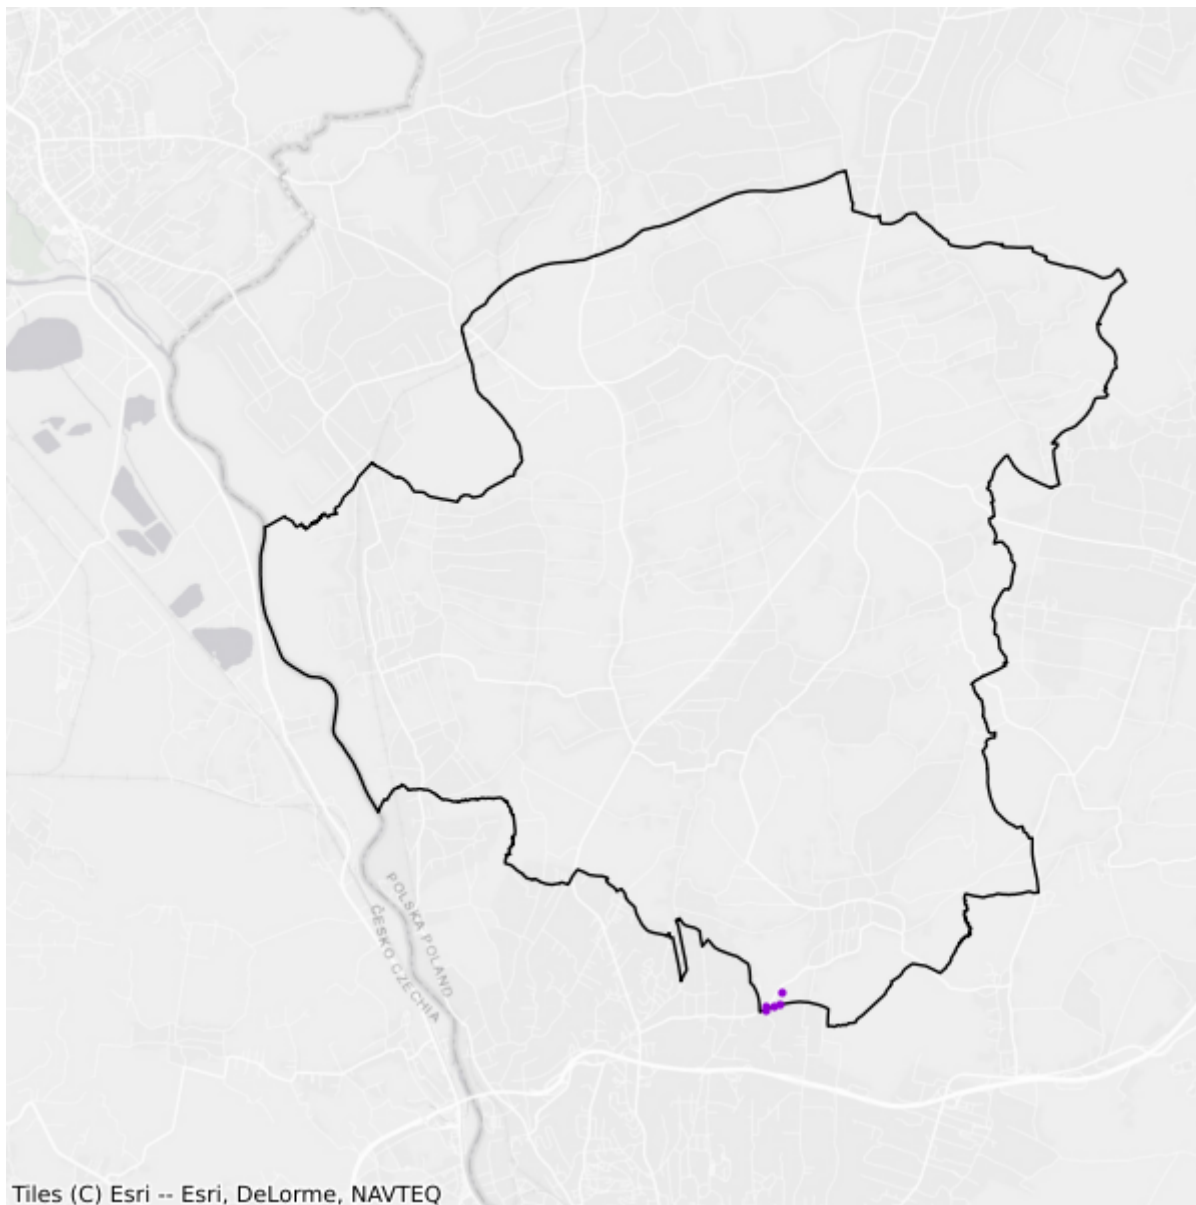 POLSKA POLAND
ČESKO CZECHIA
Tiles (C) Esri -- Esri, DeLorme, NAVTEQ